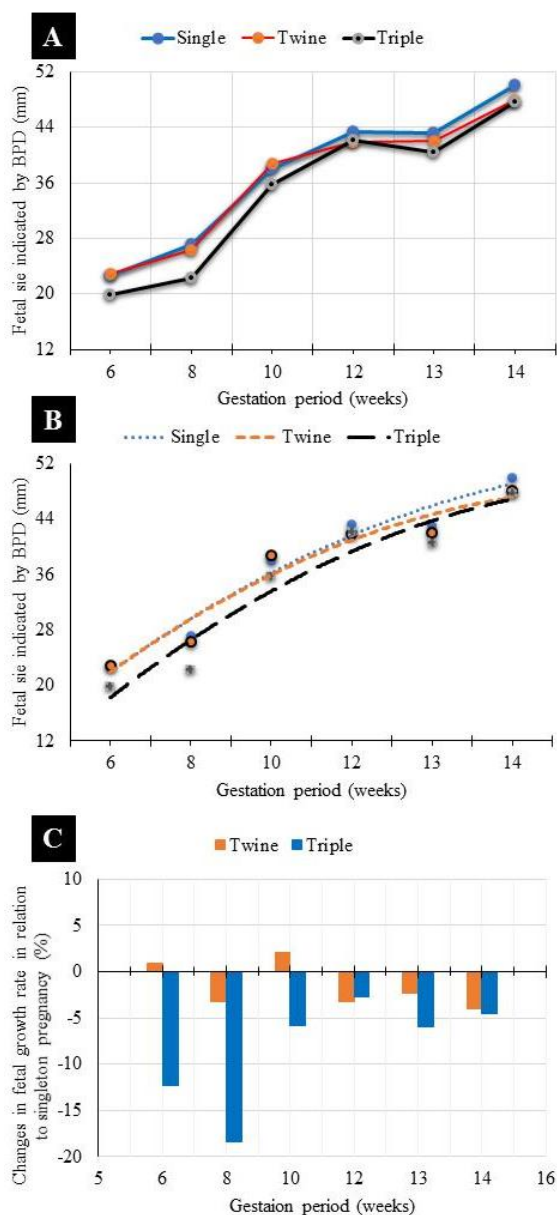 A
Single Twine Triple
Fetal sie indicated by BPD (mm)
52
44
36
28
20
12
6 8 10 12 13 14
Gestation period (weeks)
B
Single Twine Triple
Fetal sie indicated by BPD (mm)
52
44
36
28
20
12
6 8 10 12 13 14
Gestation period (weeks)
C
Twine Triple
Changes in fetal growth rate in relation
to singleton pregnancy (%)
10
5
0
-5
-10
-15
-20
5 6 8 10 12 13 14 16
Gestaion period (weeks)